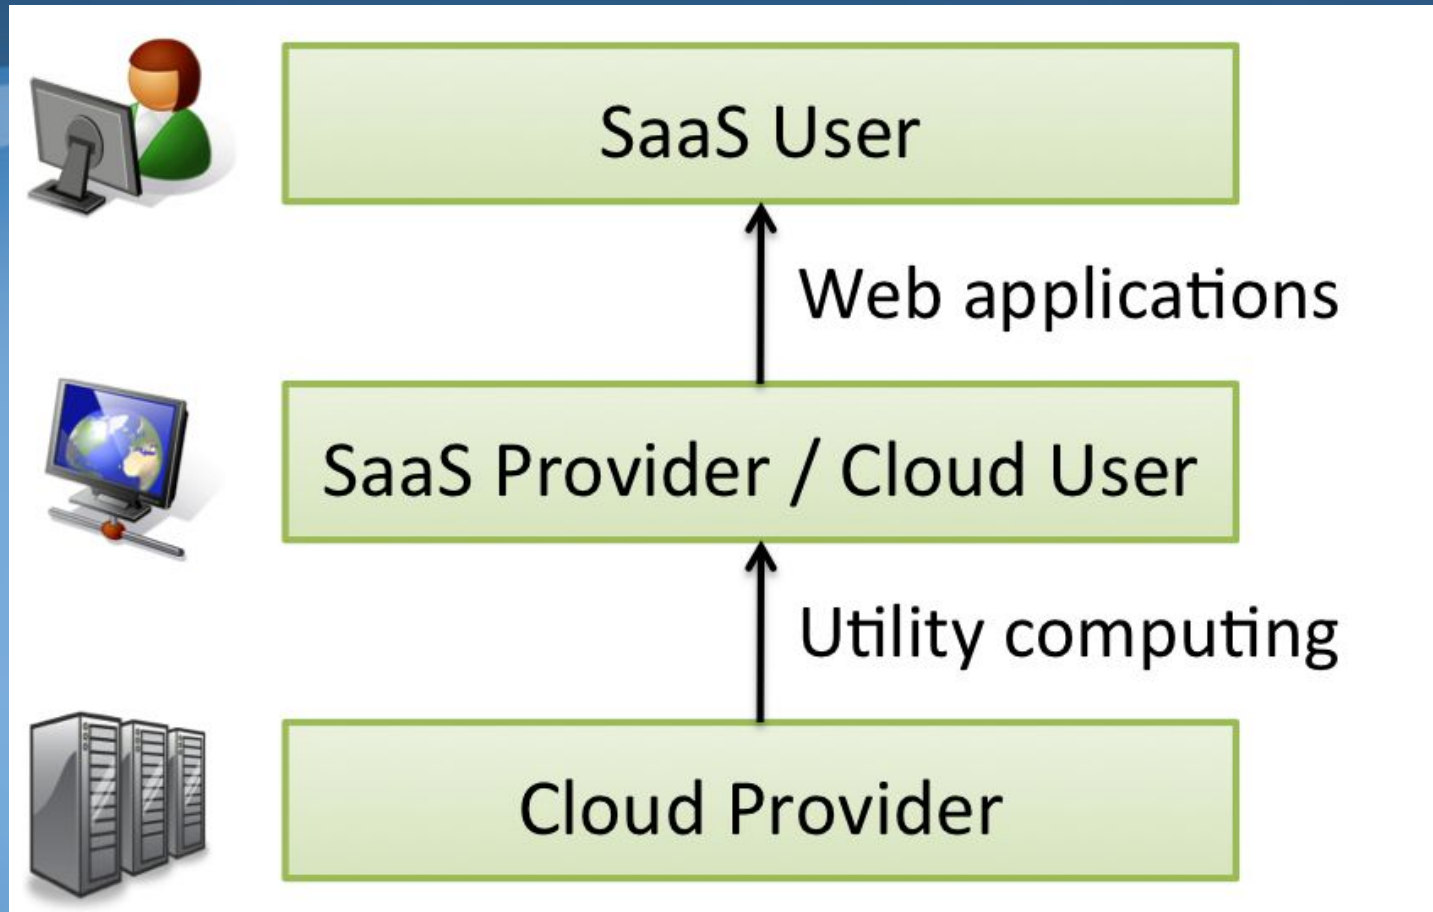 SaaS User
Web applications
SaaS Provider / Cloud User
Utility computing
Cloud Provider